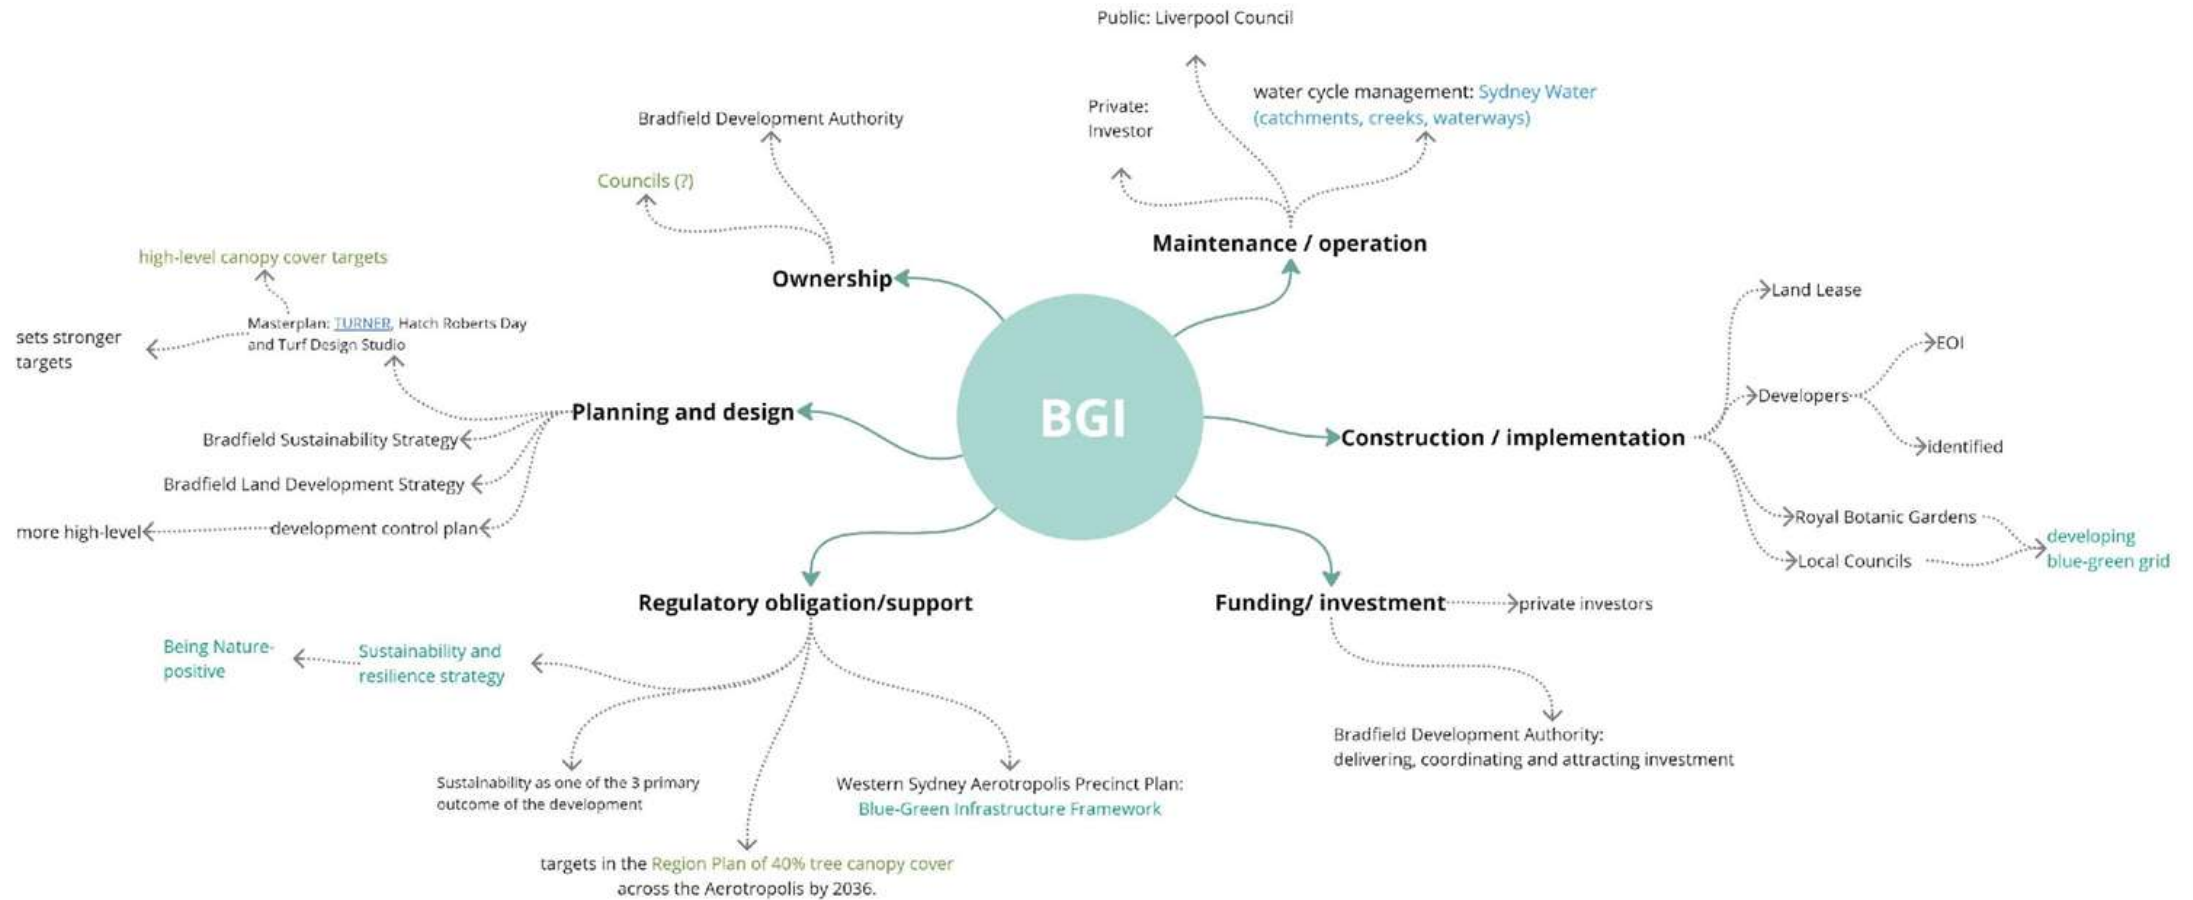 Public: Liverpool Council
Private:
Investor
water cycle management: Sydney Water
(catchments, creeks, waterways)
Maintenance / operation
Bradfield Development Authority
Councils (?)
Ownership
high-level canopy cover targets
Masterplan: TURNER, Hatch Roberts Day
and Turf Design Studio
sets stronger
targets
Planning and design
Bradfield Sustainability Strategy
Bradfield Land Development Strategy
development control plan
more high-level
BGI
Construction / implementation
Land Lease
Developers
EOI
identified
Royal Botanic Gardens
Local Councils
developing
blue-green grid
Regulatory obligation/support
Sustainability and
resilience strategy
Being Nature-
positive
Sustainability as one of the 3 primary
outcome of the development
targets in the Region Plan of 40% tree canopy cover
across the Aerotropolis by 2036.
Western Sydney Aerotropolis Precinct Plan:
Blue-Green Infrastructure Framework
Funding/ investment
private investors
Bradfield Development Authority:
delivering, coordinating and attracting investment